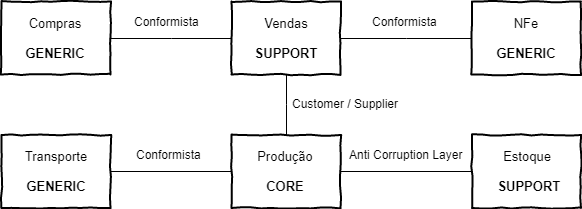 Compras
GENERIC
Conformista
Vendas
SUPPORT
Conformista
NFe
GENERIC
Customer / Supplier
Transporte
GENERIC
Conformista
Produção
CORE
Anti Corruption Layer
Estoque
SUPPORT